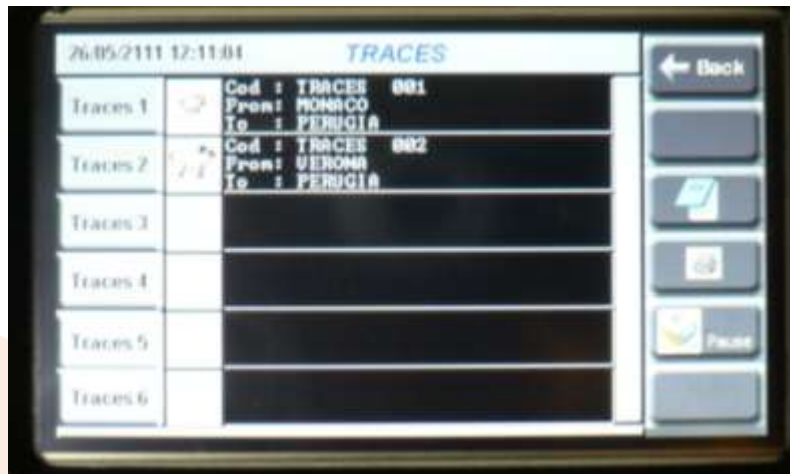 26/05/2111 12:11:04 TRACES
Back
Traces 1
Cod : TRACES 001
From: MONACO
To : PERUGIA
Traces 2
Cod : TRACES 002
From: VERONA
To : PERUGIA
Traces 3
Traces 4
Traces 5
Pause
Traces 6